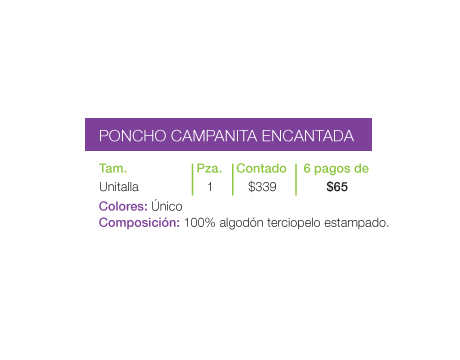 PONCHO CAMPANITA ENCANTADA
Tam. Pza. Contado 6 pagos de
Unitalla 1 $339 $65
Colores: Único
Composición: 100% algodón terciopelo estampado.